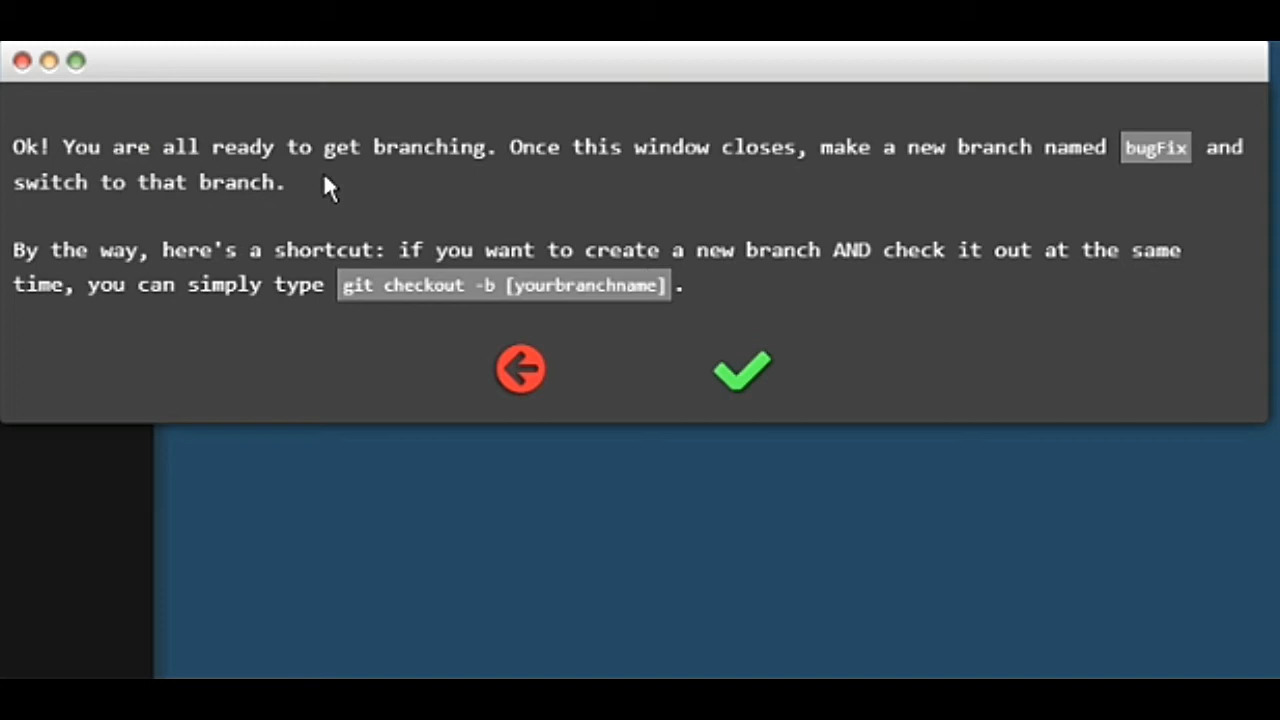 Ok! You are all ready to get branching. Once this window closes, make a new branch named bugFix and
switch to that branch.
By the way, here's a shortcut: if you want to create a new branch AND check it out at the same
time, you can simply type git checkout -b [yourbranchname].